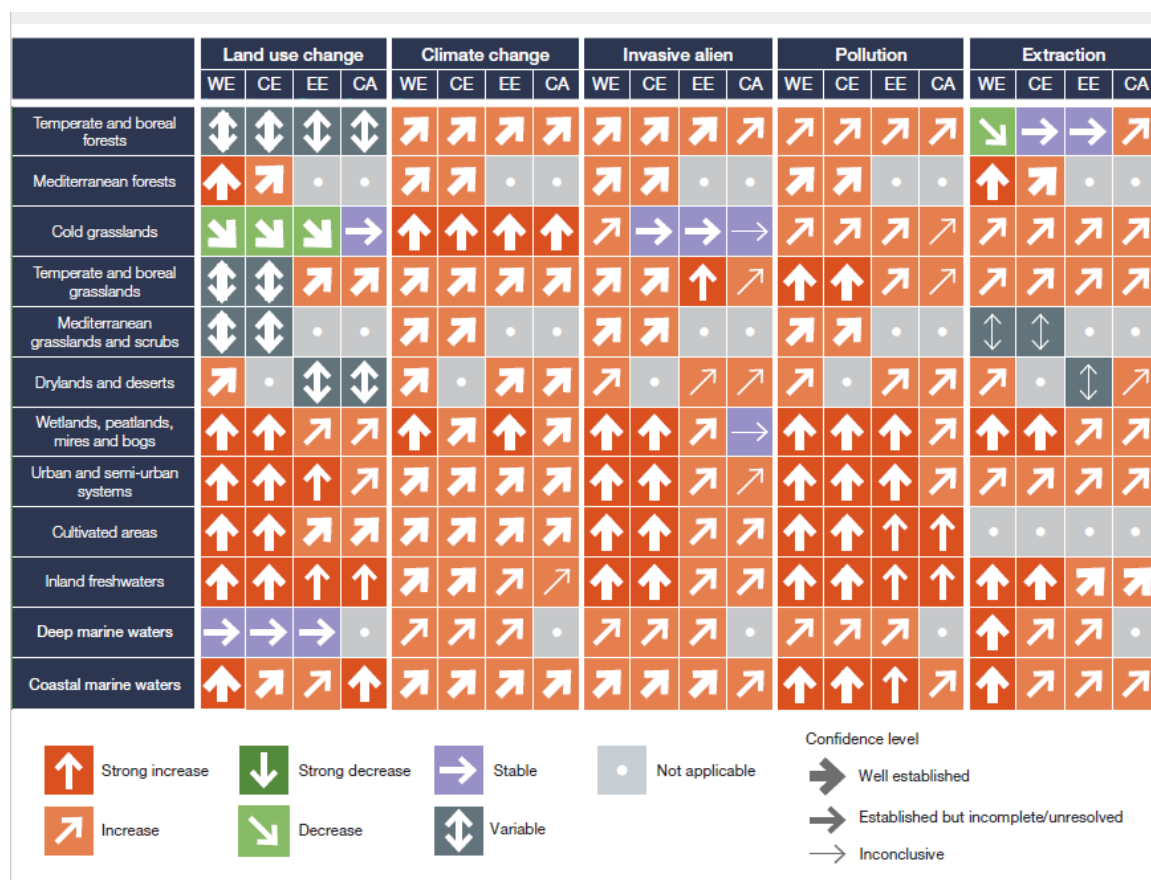 Land use change Climate change Invasive alien Pollution Extraction
WE CE EE CA WE CE EE CA WE CE EE CA WE CE EE CA WE CE EE CA
Temperate and boreal
forests
Mediterranean forests
Cold grasslands
Temperate and boreal
grasslands
Mediterranean
grasslands and scrubs
Drylands and deserts
Wetlands, peatlands,
mires and bogs
Urban and semi-urban
systems
Cultivated areas
Inland freshwaters
Deep marine waters
Coastal marine waters
Strong increase
Strong decrease
Stable
Not applicable
Increase
Decrease
Variable
Confidence level
Well established
Established but incomplete/unresolved
Inconclusive